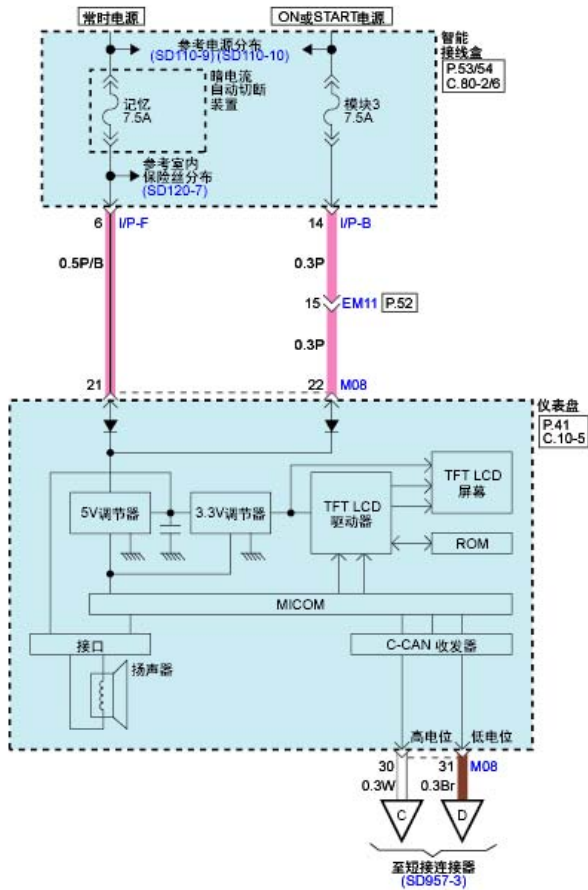 常时电源
ON或START电源
参考电源分布
(SD110-9)(SD110-10)
智能
接线盒
P.53/54
C.80-2/6
记忆
7.5A
暗电流
自动切断
装置
模块3
7.5A
参考室内
保险丝分布
(SD120-7)
6 I/P-F
14 I/P-B
0.5P/B
0.3P
15 EM11 P.52
0.3P
21
22 M08
仪表盘
P.41
C.10-5
5V调节器
3.3V调节器
TFT LCD
驱动器
TFT LCD
屏幕
ROM
MICOM
接口
C-CAN 收发器
扬声器
高电位
低电位
30
31 M08
0.3W
0.3Br
C
D
至短接连接器
(SD957-3)